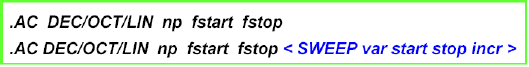 .AC DEC/OCT/LIN np fstart fstop
.AC DEC/OCT/LIN np fstart fstop < SWEEP var start stop incr >